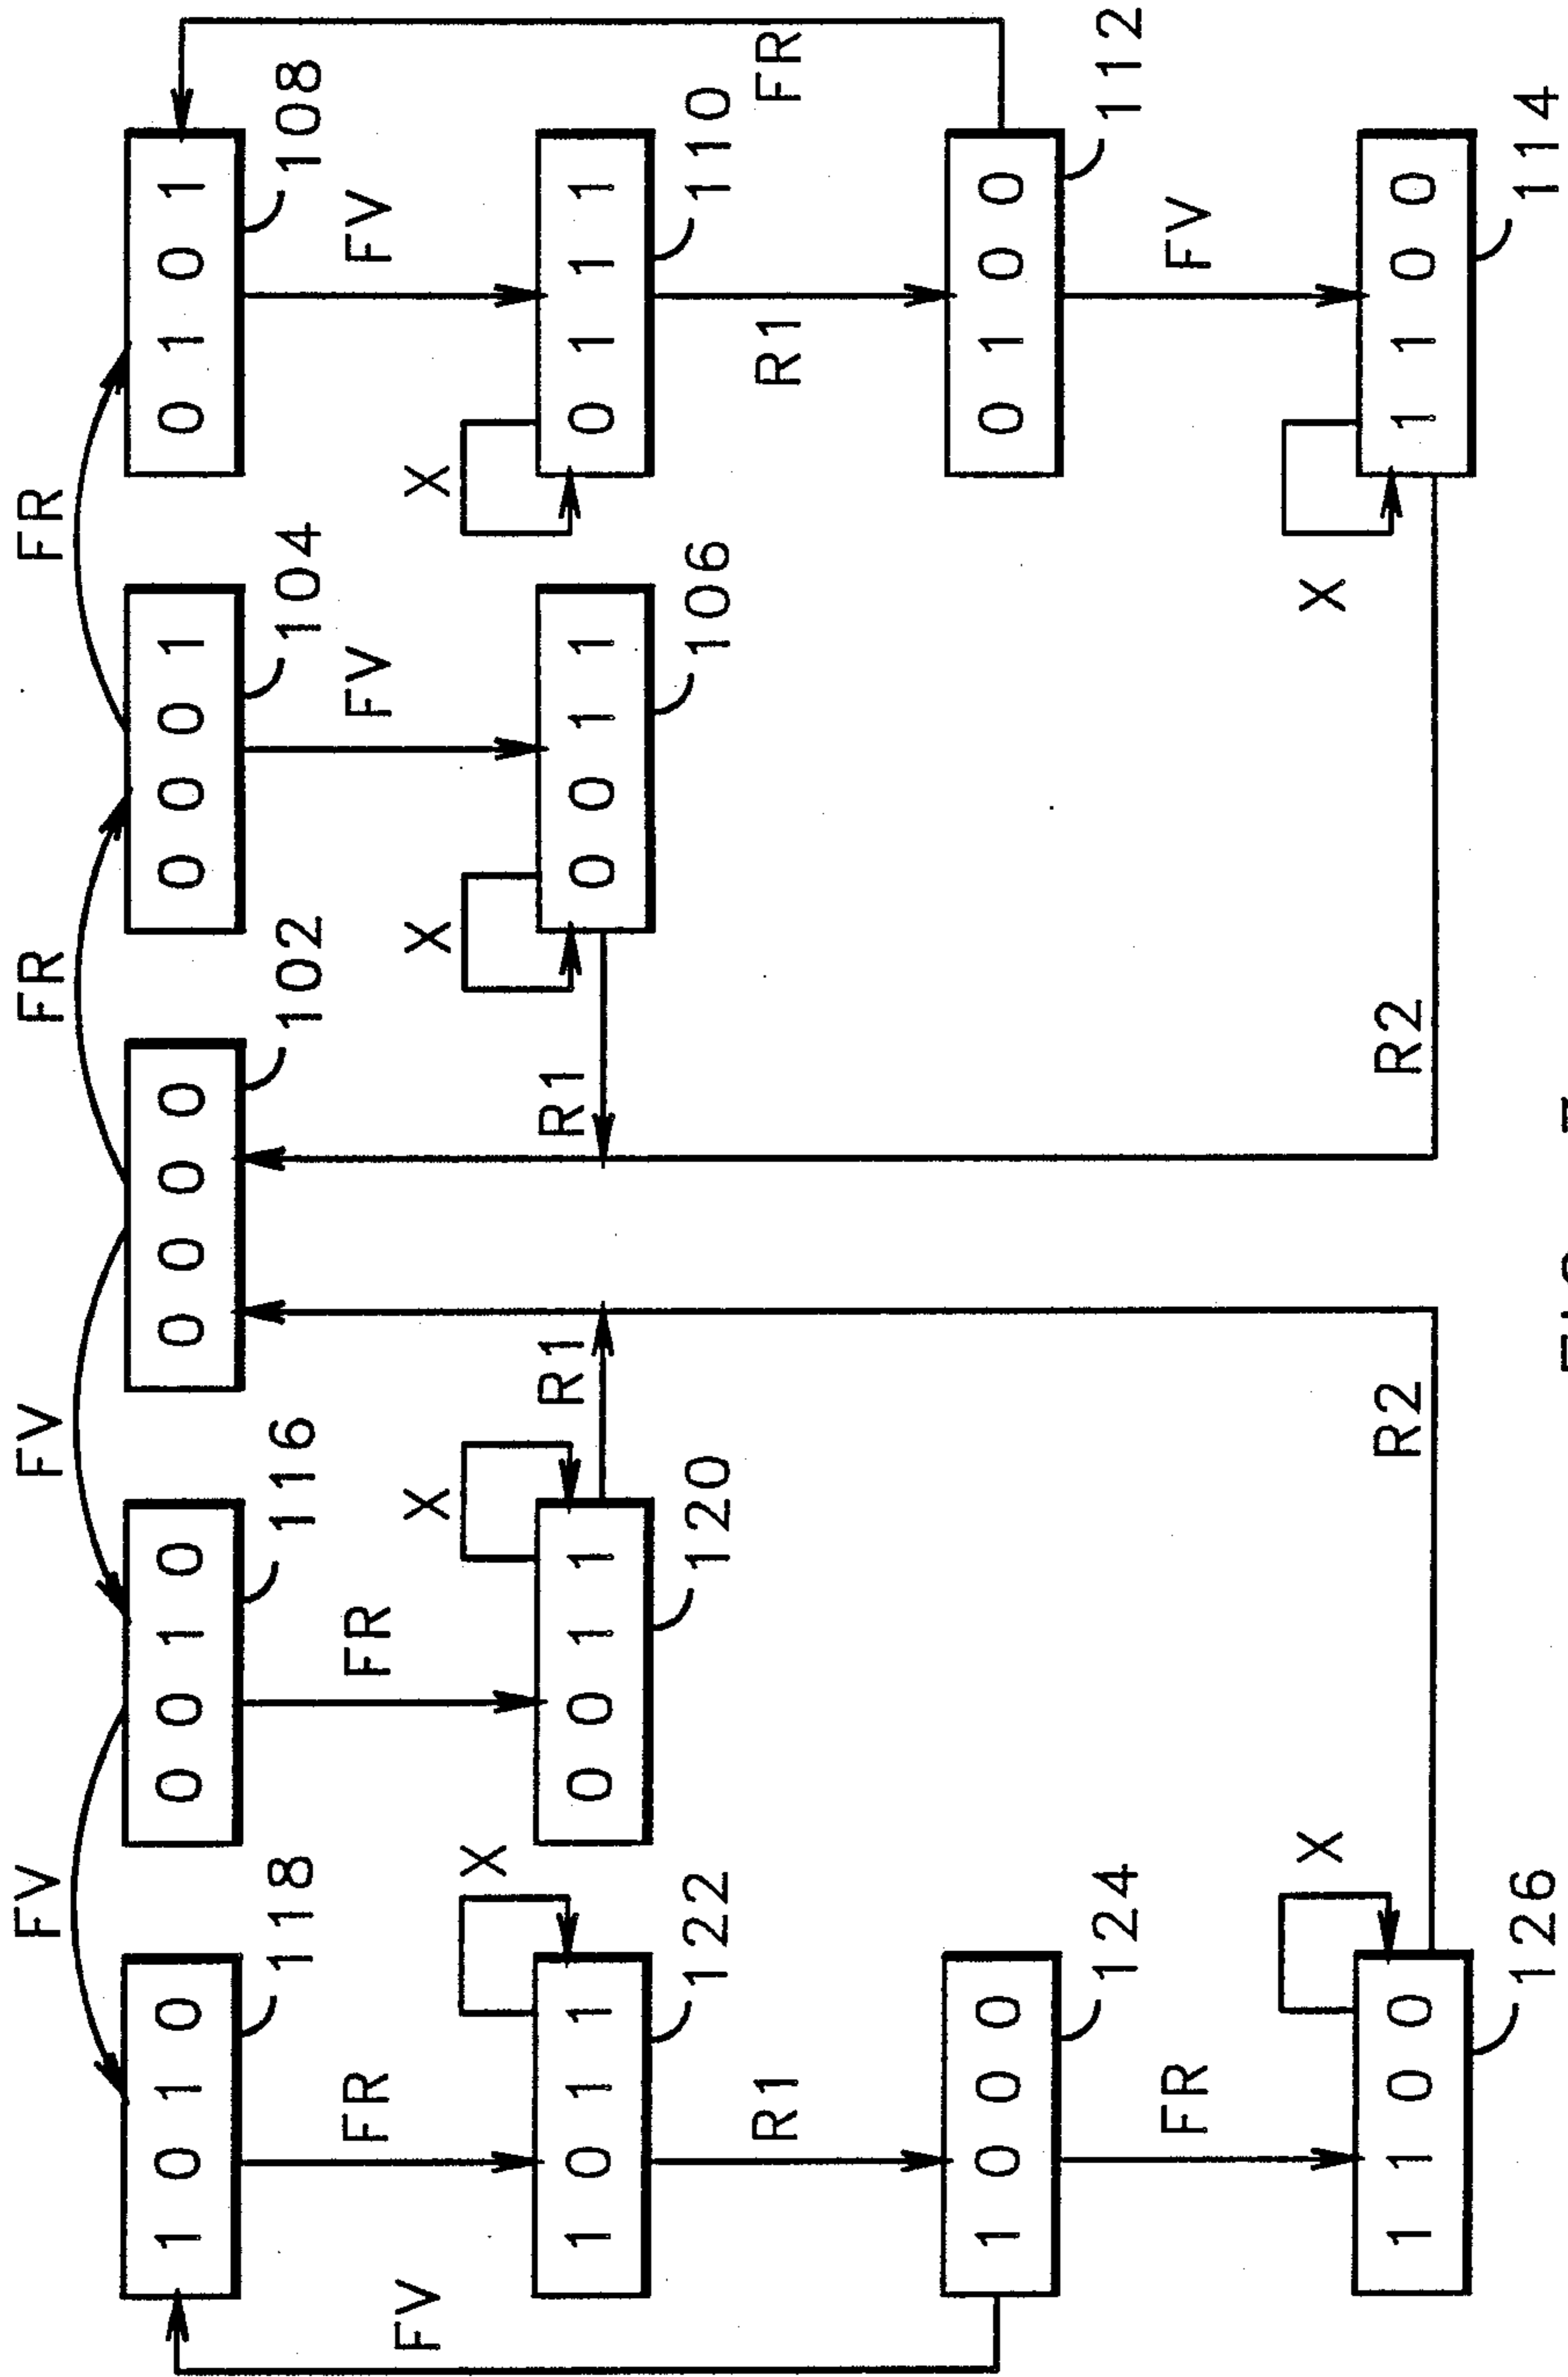 FV FV FR FR
1 0 1 0 0 0 1 0 0 0 0 0 0 0 0 1 0 1 0 1
118 116 102 104 108
FR FR FV FV
FV X X X X
R1 R1
1 0 1 1 0 0 1 1 0 0 1 1 0 1 1 1
122 120 106 110
R1 R1 FR
1 0 0 0 0 1 0 0
124 112
FR FV
X X
R2 R2
1 1 0 0 1 1 0 0
126 114